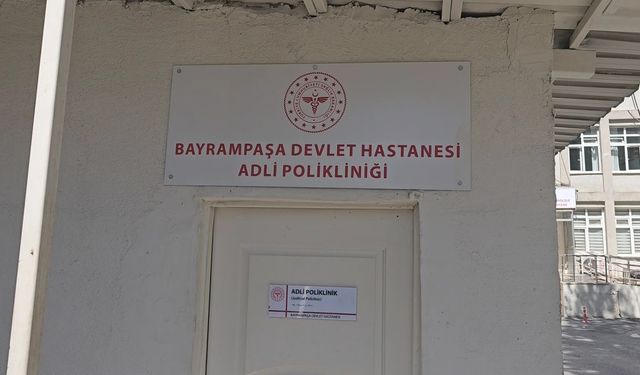 BAYRAMPAŞA DEVLET HASTANESİ
ADLİ POLİKLİNİĞİ
ADLİ POLİKLİNİK
(Judicial Policlinic)
BAYRAMPAŞA DEVLET HASTANESİ